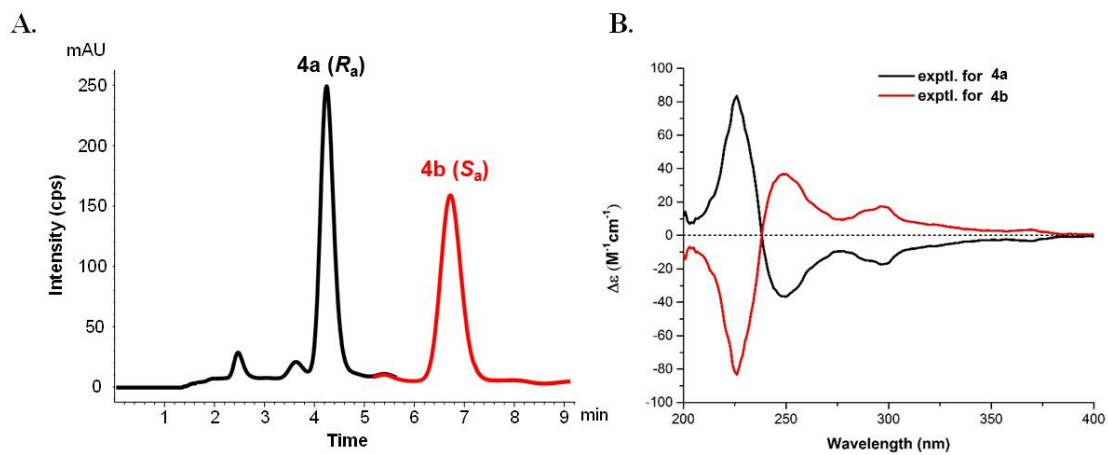 A.
mAU
4a (Ra)
4b (Sa)
250
200
150
100
50
0
Intensity (cps)
1 2 3 4 5 6 7 8 9 min
Time
B.
exptl. for 4a
exptl. for 4b
100
80
60
40
20
0
-20
-40
-60
-80
-100
Δε (M-1cm-1)
200 250 300 350 400
Wavelength (nm)